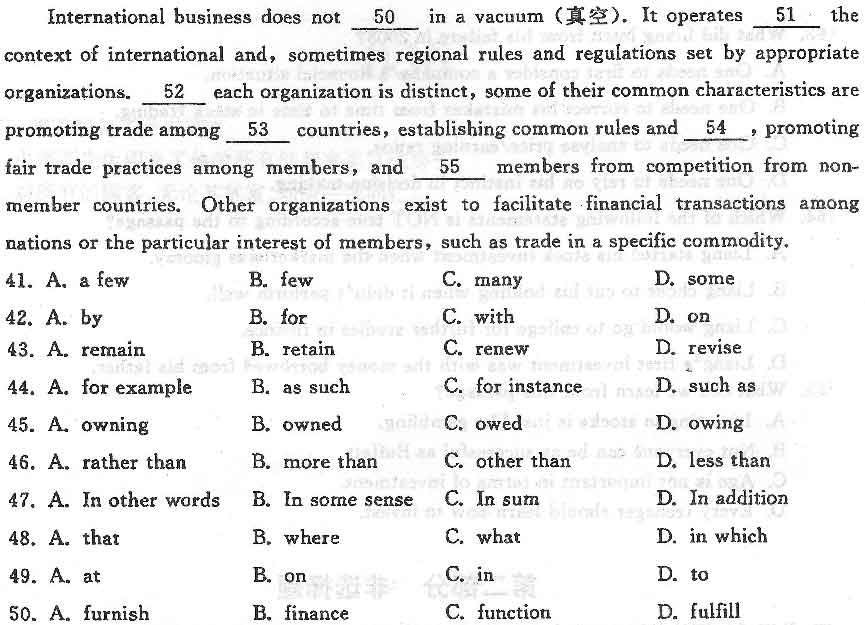 International business does not 50 in a vacuum (真空). It operates 51 the
context of international and, sometimes regional rules and regulations set by appropriate
organizations. 52 each organization is distinct, some of their common characteristics are
promoting trade among 53 countries, establishing common rules and 54 , promoting
fair trade practices among members, and 55 members from competition from non-
member countries. Other organizations exist to facilitate financial transactions among
nations or the particular interest of members, such as trade in a specific commodity.
41. A. a few B. few C. many D. some
42. A. by B. for C. with D. on
43. A. remain B. retain C. renew D. revise
44. A. for example B. as such C. for instance D. such as
45. A. owning B. owned C. owed D. owing
46. A. rather than B. more than C. other than D. less than
47. A. In other words B. In some sense C. In sum D. In addition
48. A. that B. where C. what D. in which
49. A. at B. on C. in D. to
50. A. furnish B. finance C. function D. fulfill